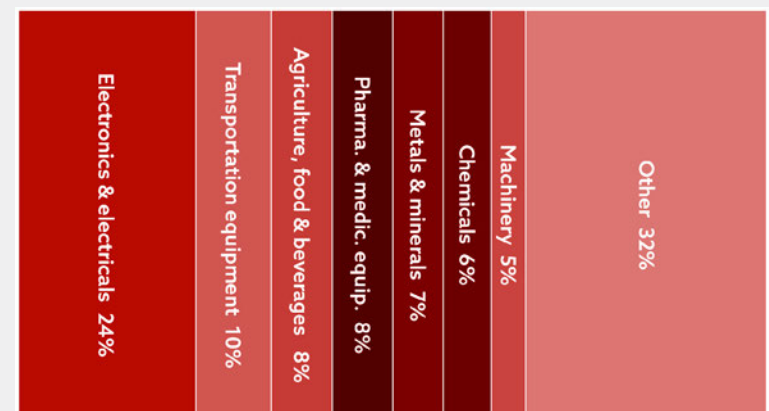 Electronics & electricals 24%
Transportation equipment 10%
Agriculture, food & beverages 8%
Pharma. & medic. equip. 8%
Metals & minerals 7%
Chemicals 6%
Machinery 5%
Other 32%